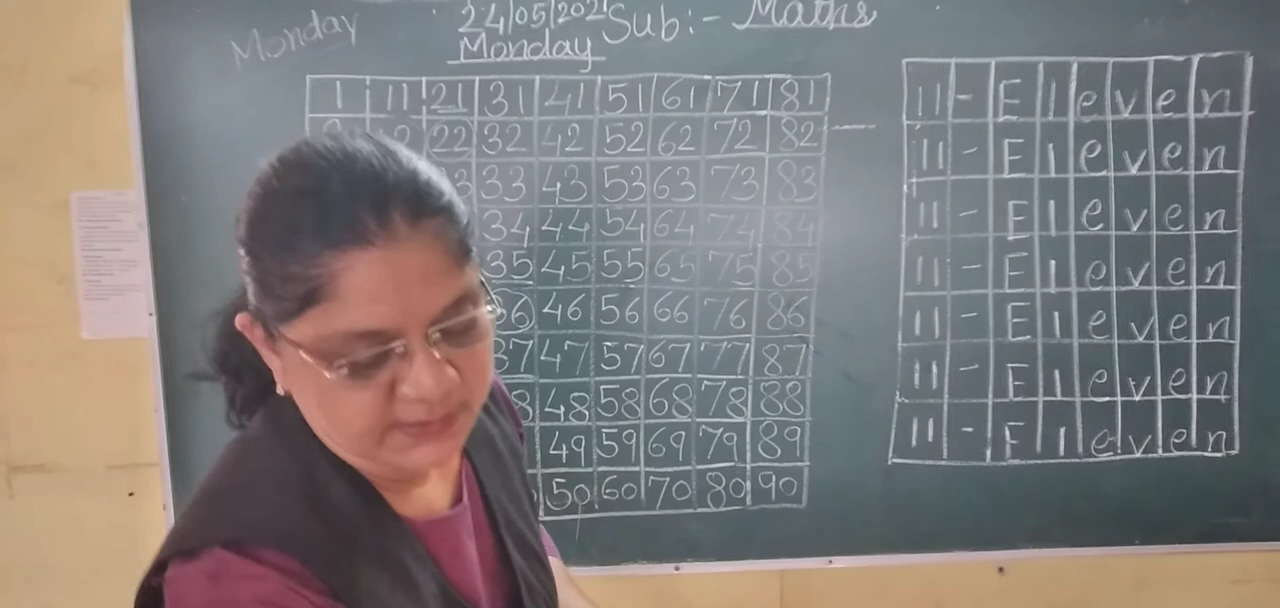 Monday
24/05/2021 Sub:- Maths
Monday
1 11 21 31 41 51 61 71 81
22 32 42 52 62 72 82
33 43 53 63 73 83
34 44 54 64 74 84
35 45 55 65 75 85
46 56 66 76 86
37 47 57 67 77 87
48 58 68 78 88
49 59 69 79 89
50 60 70 80 90
11 - Eleven
11 - Eleven
11 - Eleven
11 - Eleven
11 - Eleven
11 - Eleven
11 - Eleven